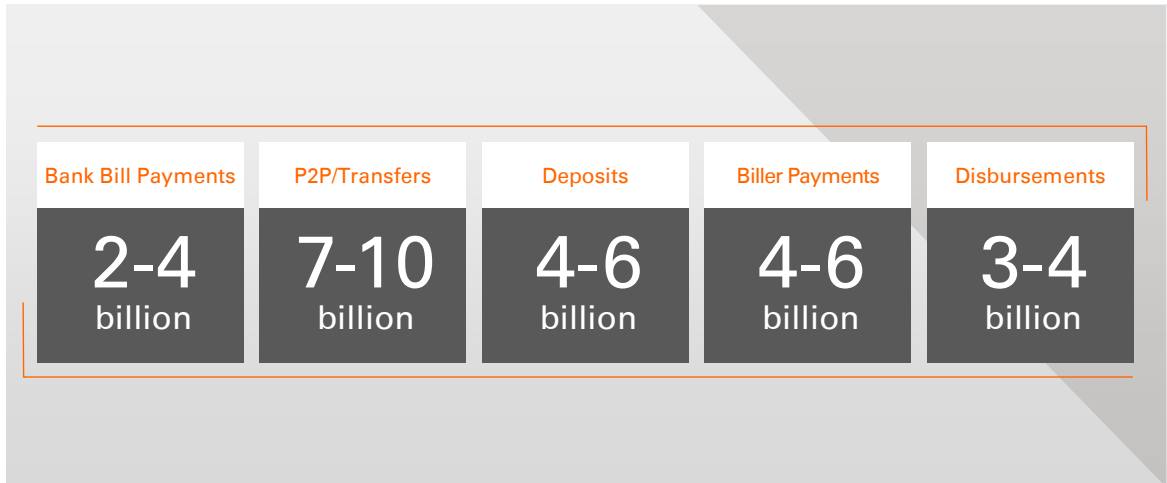 Bank Bill Payments
2-4
billion
P2P/Transfers
7-10
billion
Deposits
4-6
billion
Biller Payments
4-6
billion
Disbursements
3-4
billion